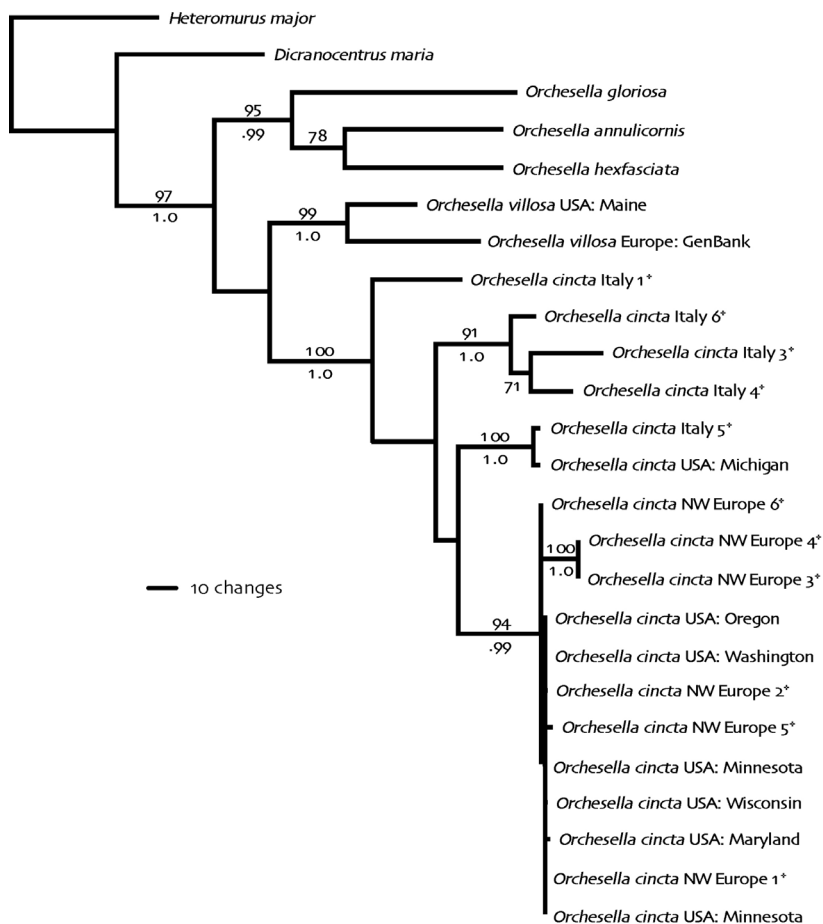 Heteromurus major
Dicranocentrus maria
Orchesella gloriosa
95
.99
78
Orchesella annulicornis
Orchesella hexfasciata
97
1.0
99
1.0
Orchesella villosa USA: Maine
Orchesella villosa Europe: GenBank
Orchesella cincta Italy 1*
100
1.0
Orchesella cincta Italy 6*
91
1.0
Orchesella cincta Italy 3*
71
Orchesella cincta Italy 4*
Orchesella cincta Italy 5*
100
1.0
Orchesella cincta USA: Michigan
Orchesella cincta NW Europe 6*
Orchesella cincta NW Europe 4*
100
1.0
Orchesella cincta NW Europe 3*
10 changes
Orchesella cincta USA: Oregon
94
.99
Orchesella cincta USA: Washington
Orchesella cincta NW Europe 2*
Orchesella cincta NW Europe 5*
Orchesella cincta USA: Minnesota
Orchesella cincta USA: Wisconsin
Orchesella cincta USA: Maryland
Orchesella cincta NW Europe 1*
Orchesella cincta USA: Minnesota